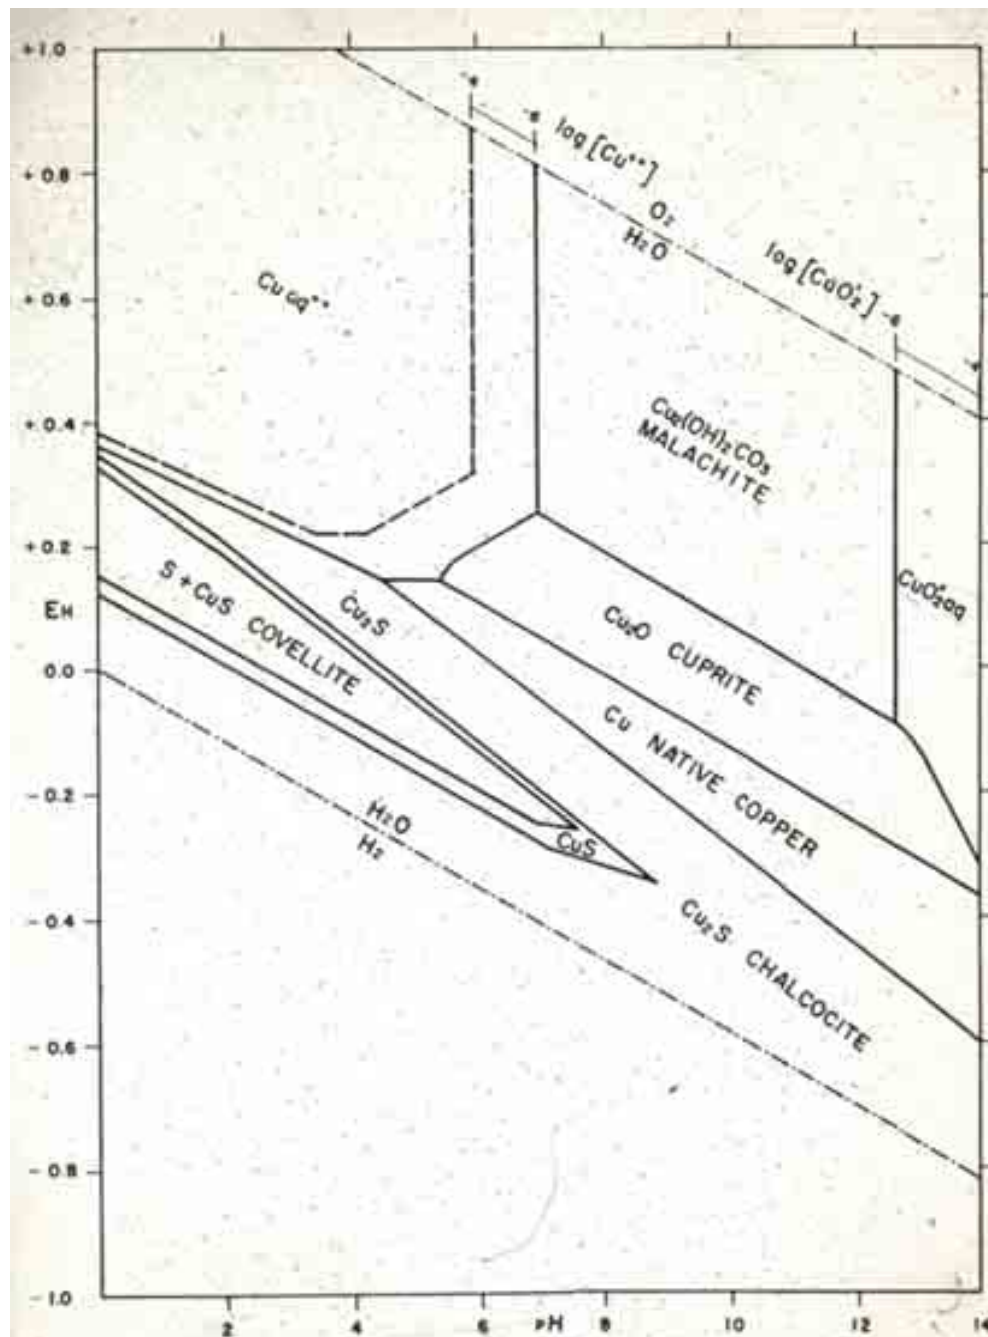 +1.0
-4
-6
log [Cu++]
+0.8
O2
H2O
log [CuO2=] -6
-4
+0.6
Cu aq++
+0.4
Cu2(OH)2CO3
MALACHITE
+0.2
S + CuS COVELLITE
Cu2S
Cu2O CUPRITE
CuO2= aq
EH
0.0
Cu NATIVE COPPER
-0.2
H2O
H2
CuS
Cu2S CHALCOCITE
-0.4
-0.6
-0.8
-1.0
2 4 6 pH 8 10 12 14